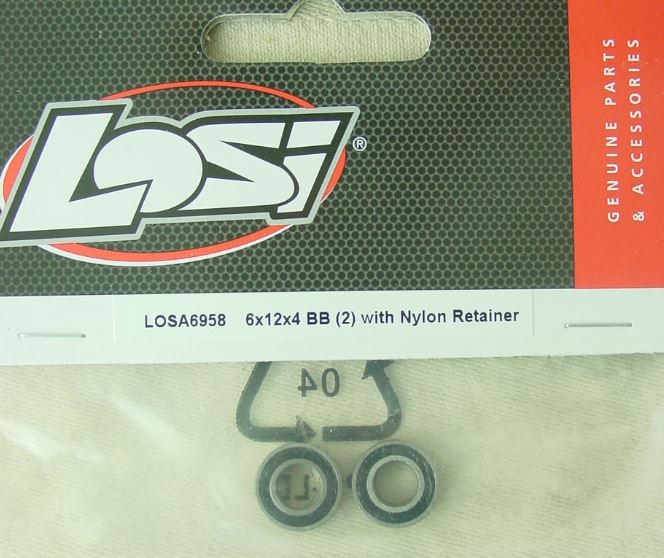 Losi®
GENUINE PARTS
& ACCESSORIES
LOSA6958 6x12x4 BB (2) with Nylon Retainer
04